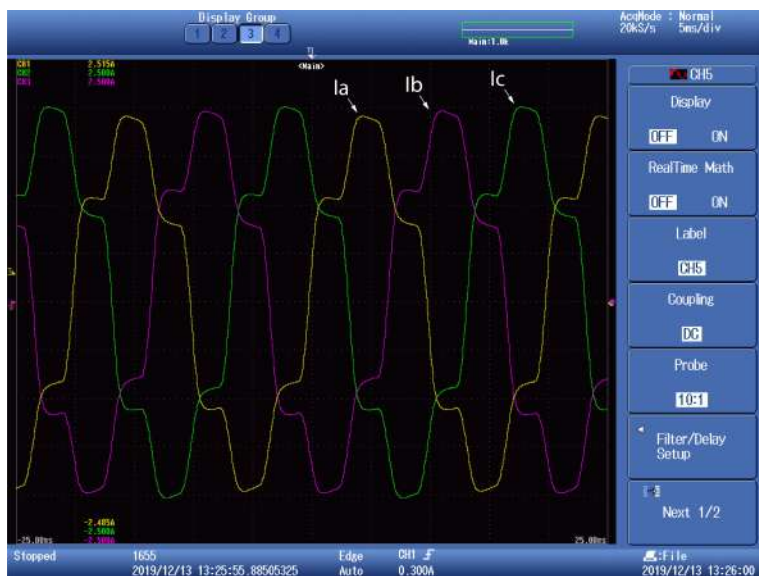 Display Group
1 2 3 4
Main:1.0k
AcqMode : Normal
20kS/s 5ms/div
CH1 2.515A
CH2 2.500A
CH3 2.500A
<Main>
Ia
Ib
Ic
CH5
Display
OFF ON
RealTime Math
OFF ON
Label
CH5
Coupling
DC
Probe
10:1
Filter/Delay
Setup
Next 1/2
-2.485A
-2.500A
-2.500A
-25.00ms
25.00ms
Stopped 1655 Edge CH1
2019/12/13 13:25:55.88505325 Auto 0.300A
:File
2019/12/13 13:26:00